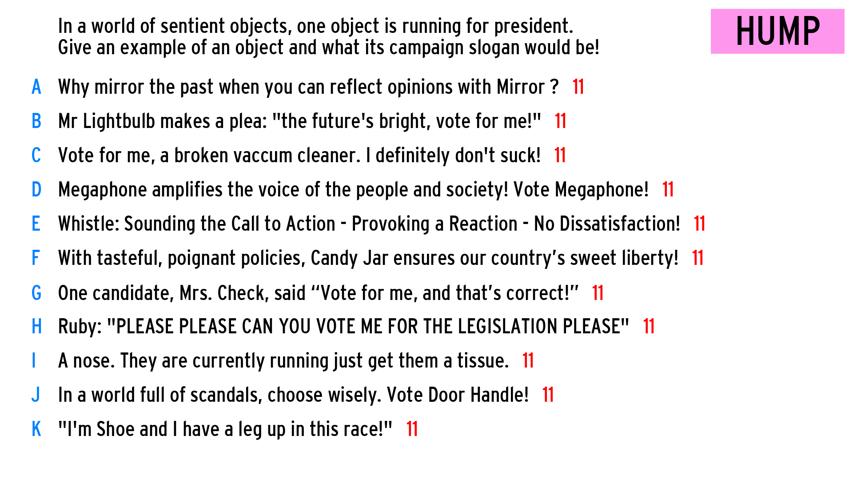 In a world of sentient objects, one object is running for president.
Give an example of an object and what its campaign slogan would be!
HUMP
A Why mirror the past when you can reflect opinions with Mirror ? 11
B Mr Lightbulb makes a plea: "the future's bright, vote for me!" 11
C Vote for me, a broken vaccum cleaner. I definitely don't suck! 11
D Megaphone amplifies the voice of the people and society! Vote Megaphone! 11
E Whistle: Sounding the Call to Action - Provoking a Reaction - No Dissatisfaction! 11
F With tasteful, poignant policies, Candy Jar ensures our country’s sweet liberty! 11
G One candidate, Mrs. Check, said “Vote for me, and that’s correct!” 11
H Ruby: "PLEASE PLEASE CAN YOU VOTE ME FOR THE LEGISLATION PLEASE" 11
I A nose. They are currently running just get them a tissue. 11
J In a world full of scandals, choose wisely. Vote Door Handle! 11
K "I'm Shoe and I have a leg up in this race!" 11